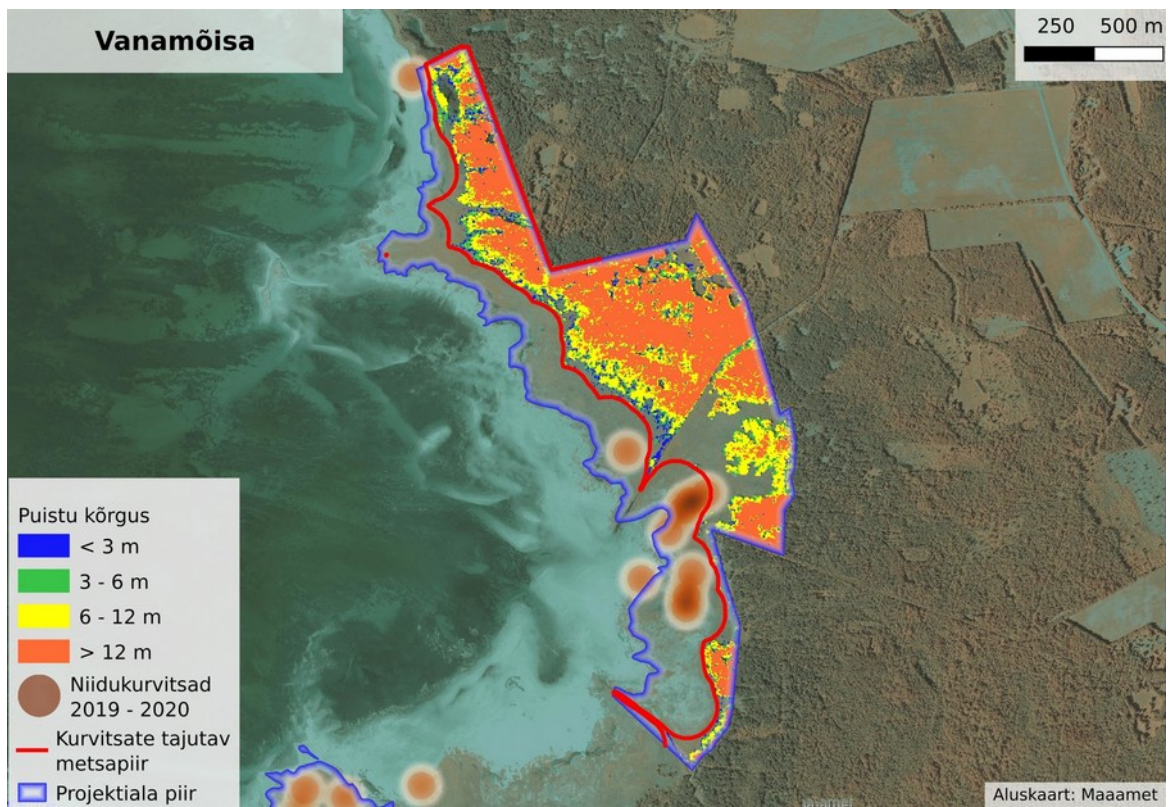 Vanamõisa
250 500 m
Puistu kõrgus
< 3 m
3 - 6 m
6 - 12 m
> 12 m
Niidukurvitsad
2019 - 2020
Kurvitsate tajutav
metsapiir
Projektiala piir
Aluskaart: Maaamet